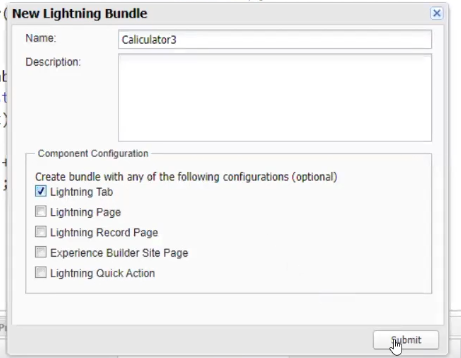 New Lightning Bundle
Name:
Caliculator3
Description:
Component Configuration
Create bundle with any of the following configurations (optional)
Lightning Tab
Lightning Page
Lightning Record Page
Experience Builder Site Page
Lightning Quick Action
Submit